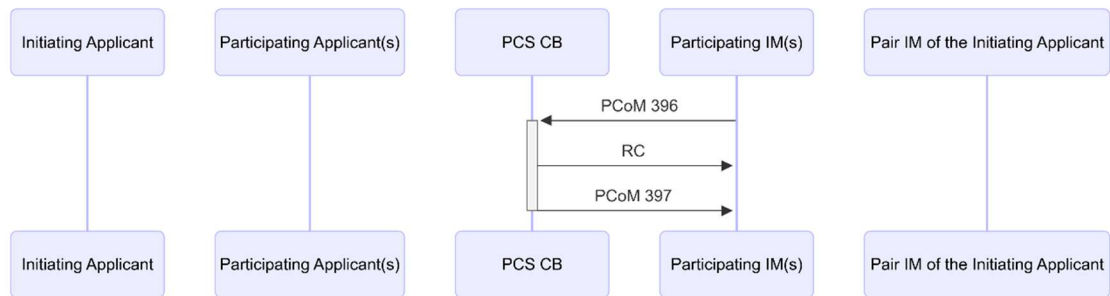 Initiating Applicant
Participating Applicant(s)
PCS CB
Participating IM(s)
Pair IM of the Initiating Applicant
PCoM 396
RC
PCoM 397
Initiating Applicant
Participating Applicant(s)
PCS CB
Participating IM(s)
Pair IM of the Initiating Applicant